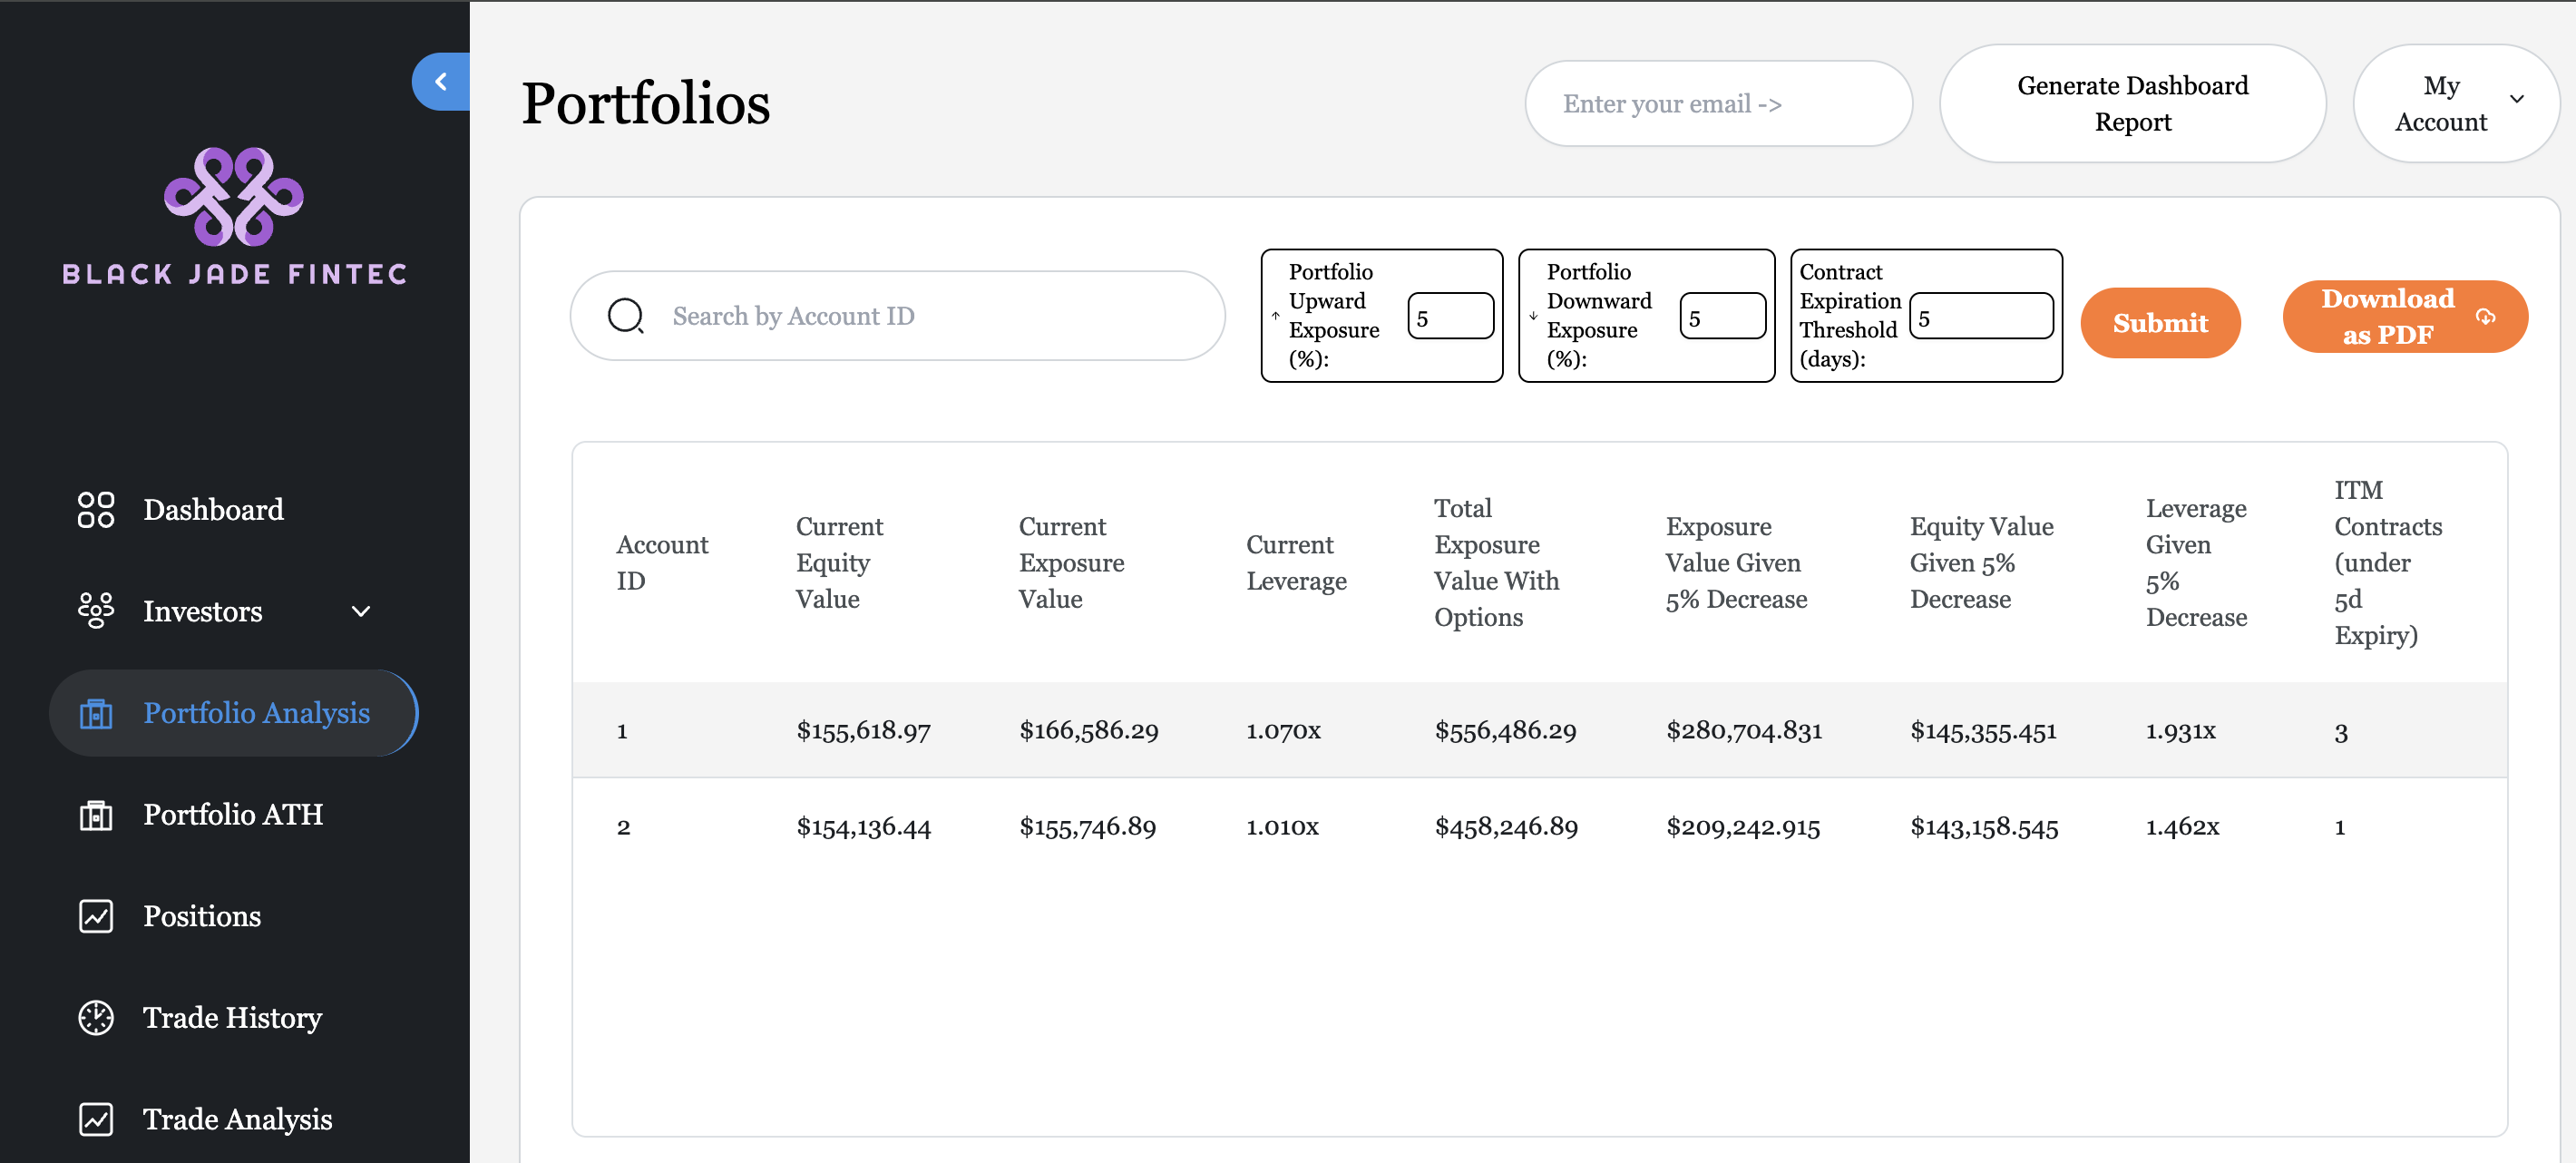 BLACK JADE FINTEC
Dashboard
Investors
Portfolio Analysis
Portfolio ATH
Positions
Trade History
Trade Analysis
Portfolios
Enter your email ->
Generate Dashboard
Report
My
Account
Search by Account ID
↑ Portfolio
Upward
Exposure
(%):
5
↓ Portfolio
Downward
Exposure
(%):
5
Contract
Expiration
Threshold
(days):
5
Submit
Download
as PDF
Account
ID
Current
Equity
Value
Current
Exposure
Value
Current
Leverage
Total
Exposure
Value With
Options
Exposure
Value Given
5% Decrease
Equity Value
Given 5%
Decrease
Leverage
Given
5%
Decrease
ITM
Contracts
(under
5d
Expiry)
1 $155,618.97 $166,586.29 1.070x $556,486.29 $280,704.831 $145,355.451 1.931x 3
2 $154,136.44 $155,746.89 1.010x $458,246.89 $209,242.915 $143,158.545 1.462x 1